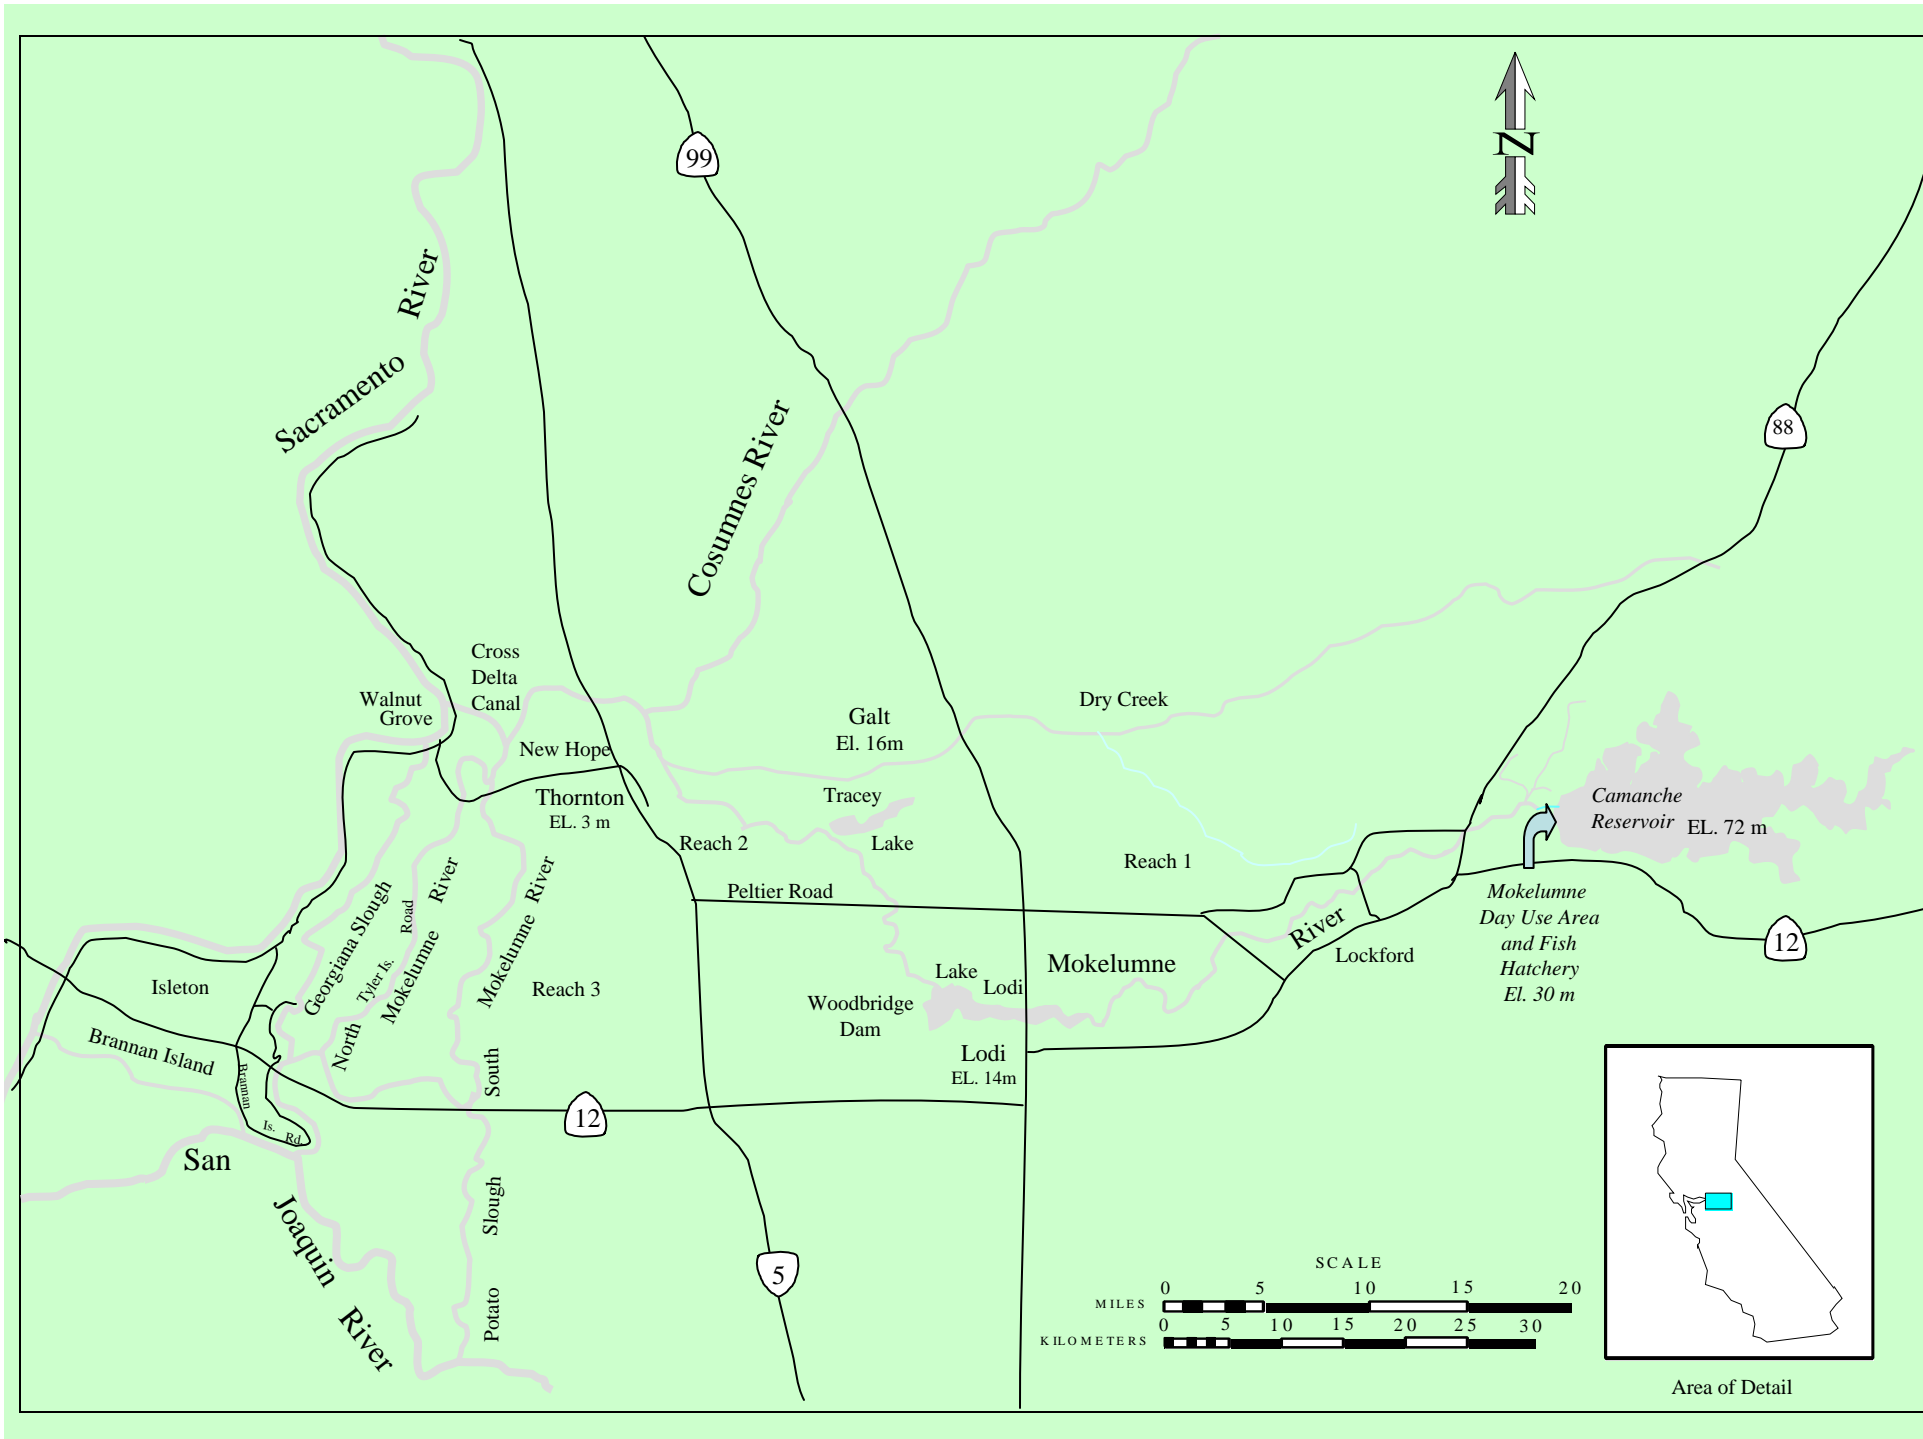 99
N
River
Sacramento
88
Cosumnes River
Cross
Delta
Canal
Walnut
Grove
Dry Creek
Galt
El. 16m
New Hope
Thornton
EL. 3 m
Tracey
Lake
Camanche
Reservoir
EL. 72 m
Reach 2
Reach 1
Peltier Road
Mokelumne
Day Use Area
and Fish
Hatchery
El. 30 m
Georgiana Slough
Tyler Is.
Road
North
Mokelumne
River
Mokelumne River
Reach 3
River
Lockford
12
Mokelumne
Lake
Lodi
Woodbridge
Dam
Isleton
Brannan Island
Brannan
Is.
Rd.
South
Lodi
EL. 14m
12
San
Joaquin
River
Slough
Potato
5
SCALE
0 5 10 15 20
MILES
0 5 10 15 20 25 30
KILOMETERS
Area of Detail